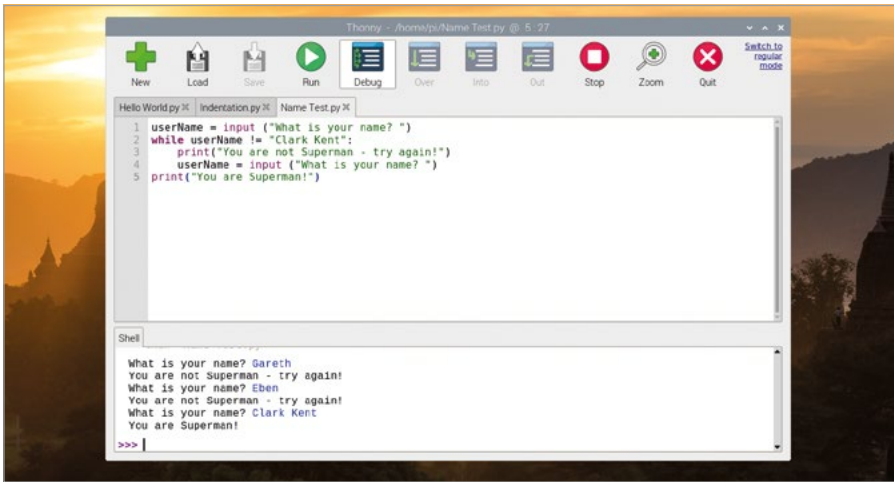 Thonny - /home/pi/Name Test.py @ 5:27
Switch to
regular
mode
New Load Save Run Debug Over Into Out Stop Zoom Quit
Hello World.py Indentation.py Name Test.py
1 userName = input ("What is your name? ")
2 while userName != "Clark Kent":
3     print("You are not Superman - try again!")
4     userName = input ("What is your name? ")
5 print("You are Superman!")
Shell
What is your name? Gareth
You are not Superman - try again!
What is your name? Eben
You are not Superman - try again!
What is your name? Clark Kent
You are Superman!
>>>